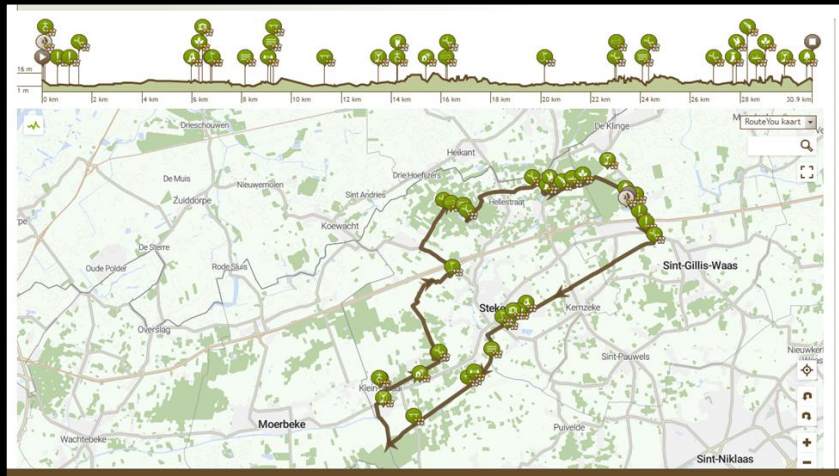 16 m
1 m
0 km
2 km
4 km
6 km
8 km
10 km
12 km
14 km
16 km
18 km
20 km
22 km
24 km
26 km
28 km
30.9 km
RouteYou kaart
Drieschouwen
De Klinge
Heikant
Drie Hoefijzers
De Muis
Zuiddorpe
Nieuwemolen
Sint Andries
Hellestraat
Koewacht
De Sterre
Oude Polder
Rode Sluis
Sint-Gillis-Waas
Kemzeke
Overslag
Sint-Pauwels
Moerbeke
Wachtebeke
Puivelde
Sint-Niklaas